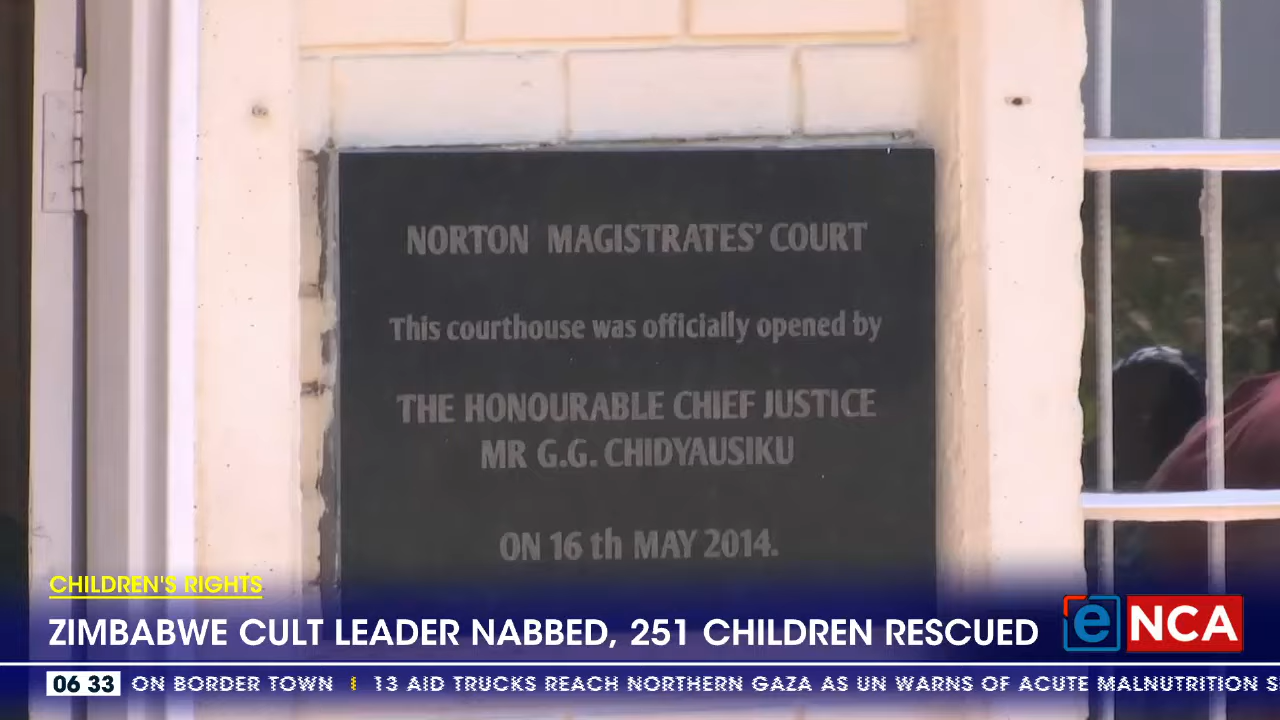 NORTON MAGISTRATES' COURT
This courthouse was officially opened by
THE HONOURABLE CHIEF JUSTICE
MR G.G. CHIDYAUSIKU
ON 16 th MAY 2014.
CHILDREN'S RIGHTS
ZIMBABWE CULT LEADER NABBED, 251 CHILDREN RESCUED
eNCA
06 33 ON BORDER TOWN 13 AID TRUCKS REACH NORTHERN GAZA AS UN WARNS OF ACUTE MALNUTRITION S